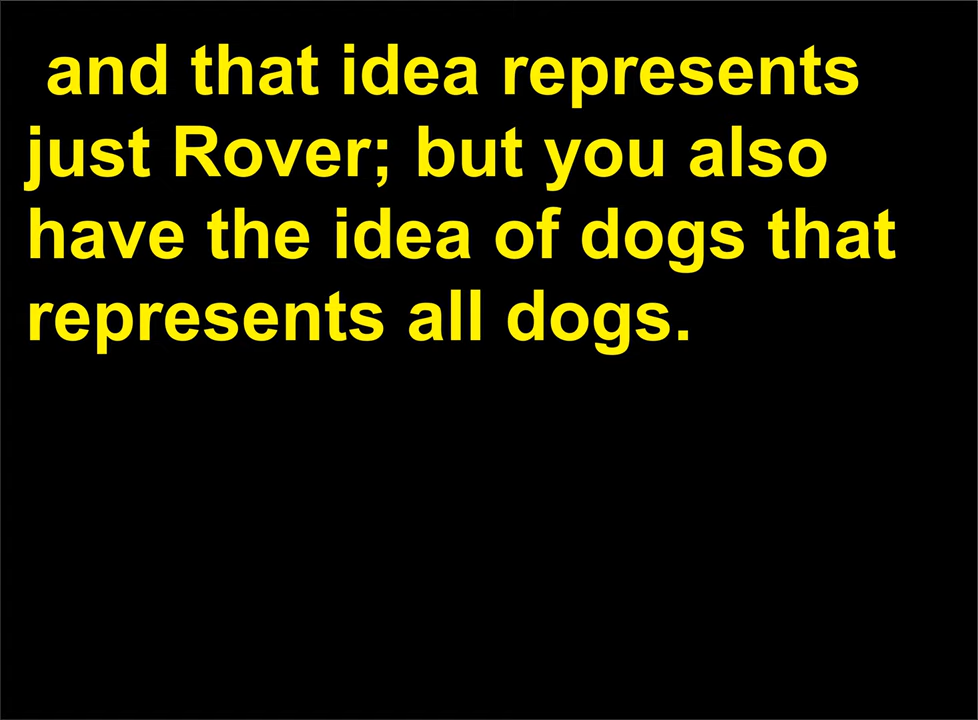 and that idea represents
just Rover; but you also
have the idea of dogs that
represents all dogs.